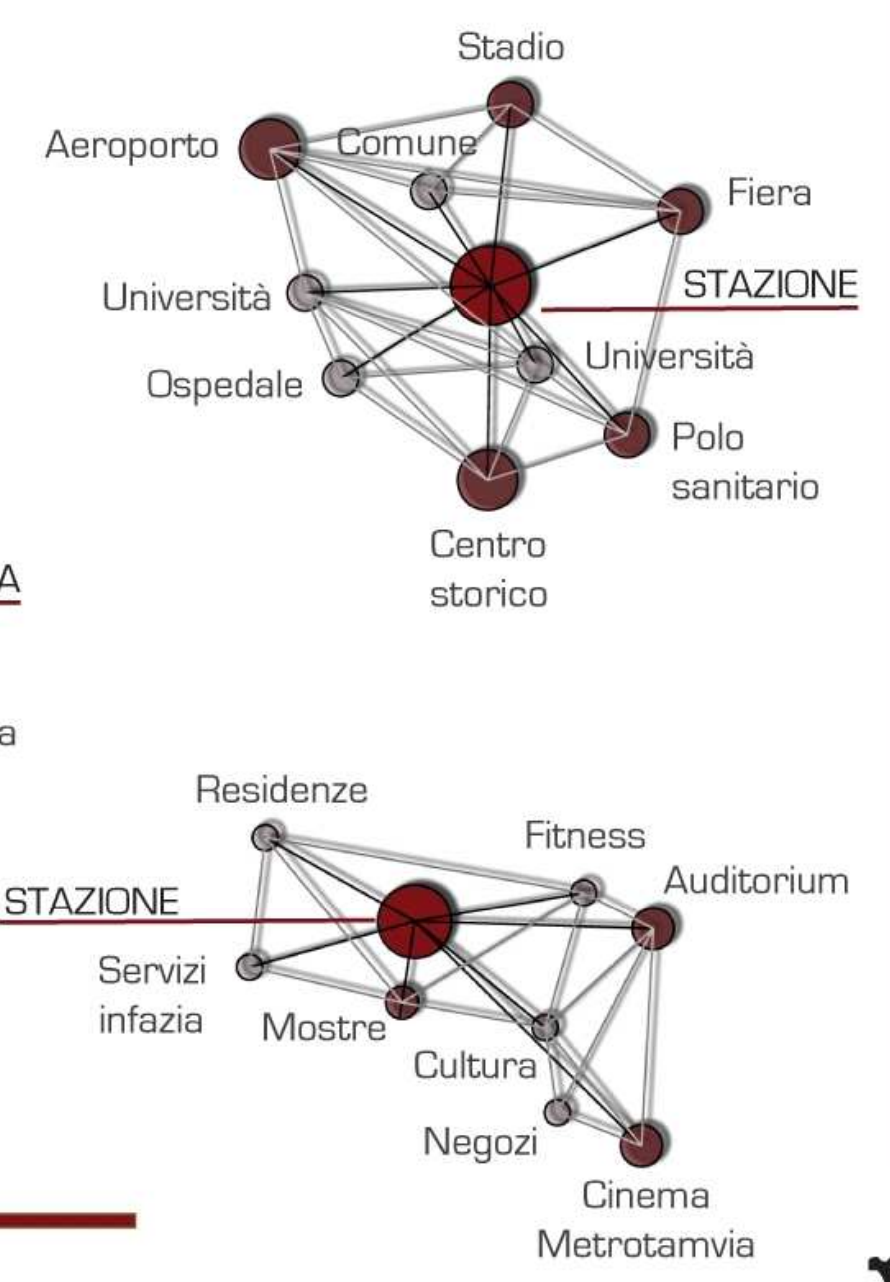 Stadio
Aeroporto
Comune
Fiera
STAZIONE
Università
Università
Ospedale
Polo
sanitario
Centro
storico
A
a
Residenze
Fitness
Auditorium
STAZIONE
Servizi
infazia
Mostre
Cultura
Negozi
Cinema
Metrotamvia